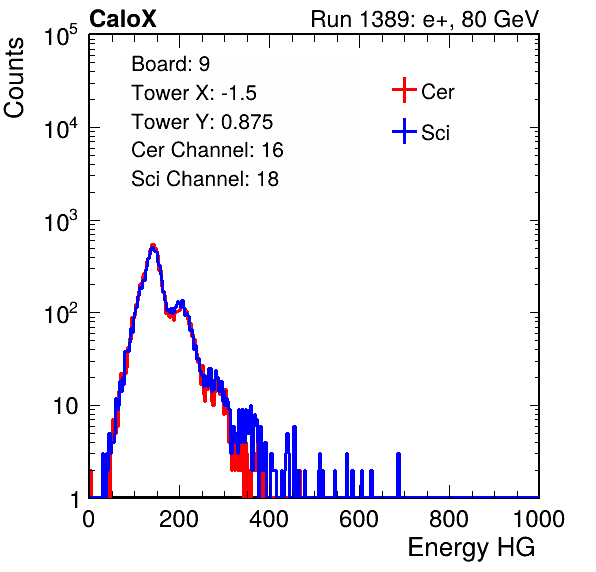 CaloX Run 1389: e+, 80 GeV
Counts
Board: 9
Tower X: -1.5
Tower Y: 0.875
Cer Channel: 16
Sci Channel: 18
Cer
Sci
10^5
10^4
10^3
10^2
10
1
0 200 400 600 800 1000
Energy HG